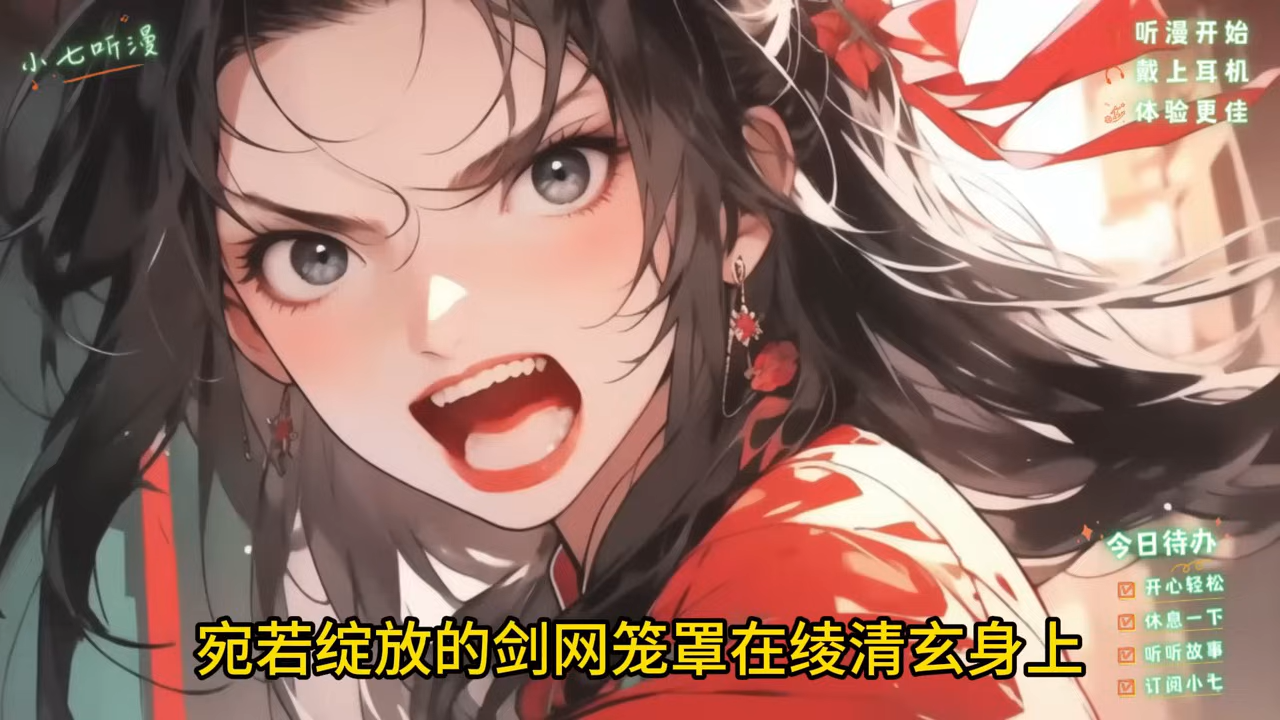 小七听漫
听漫开始
戴上耳机
体验更佳
今日待办
开心轻松
休息一下
听听故事
订阅小七
宛若绽放的剑网笼罩在绫清玄身上